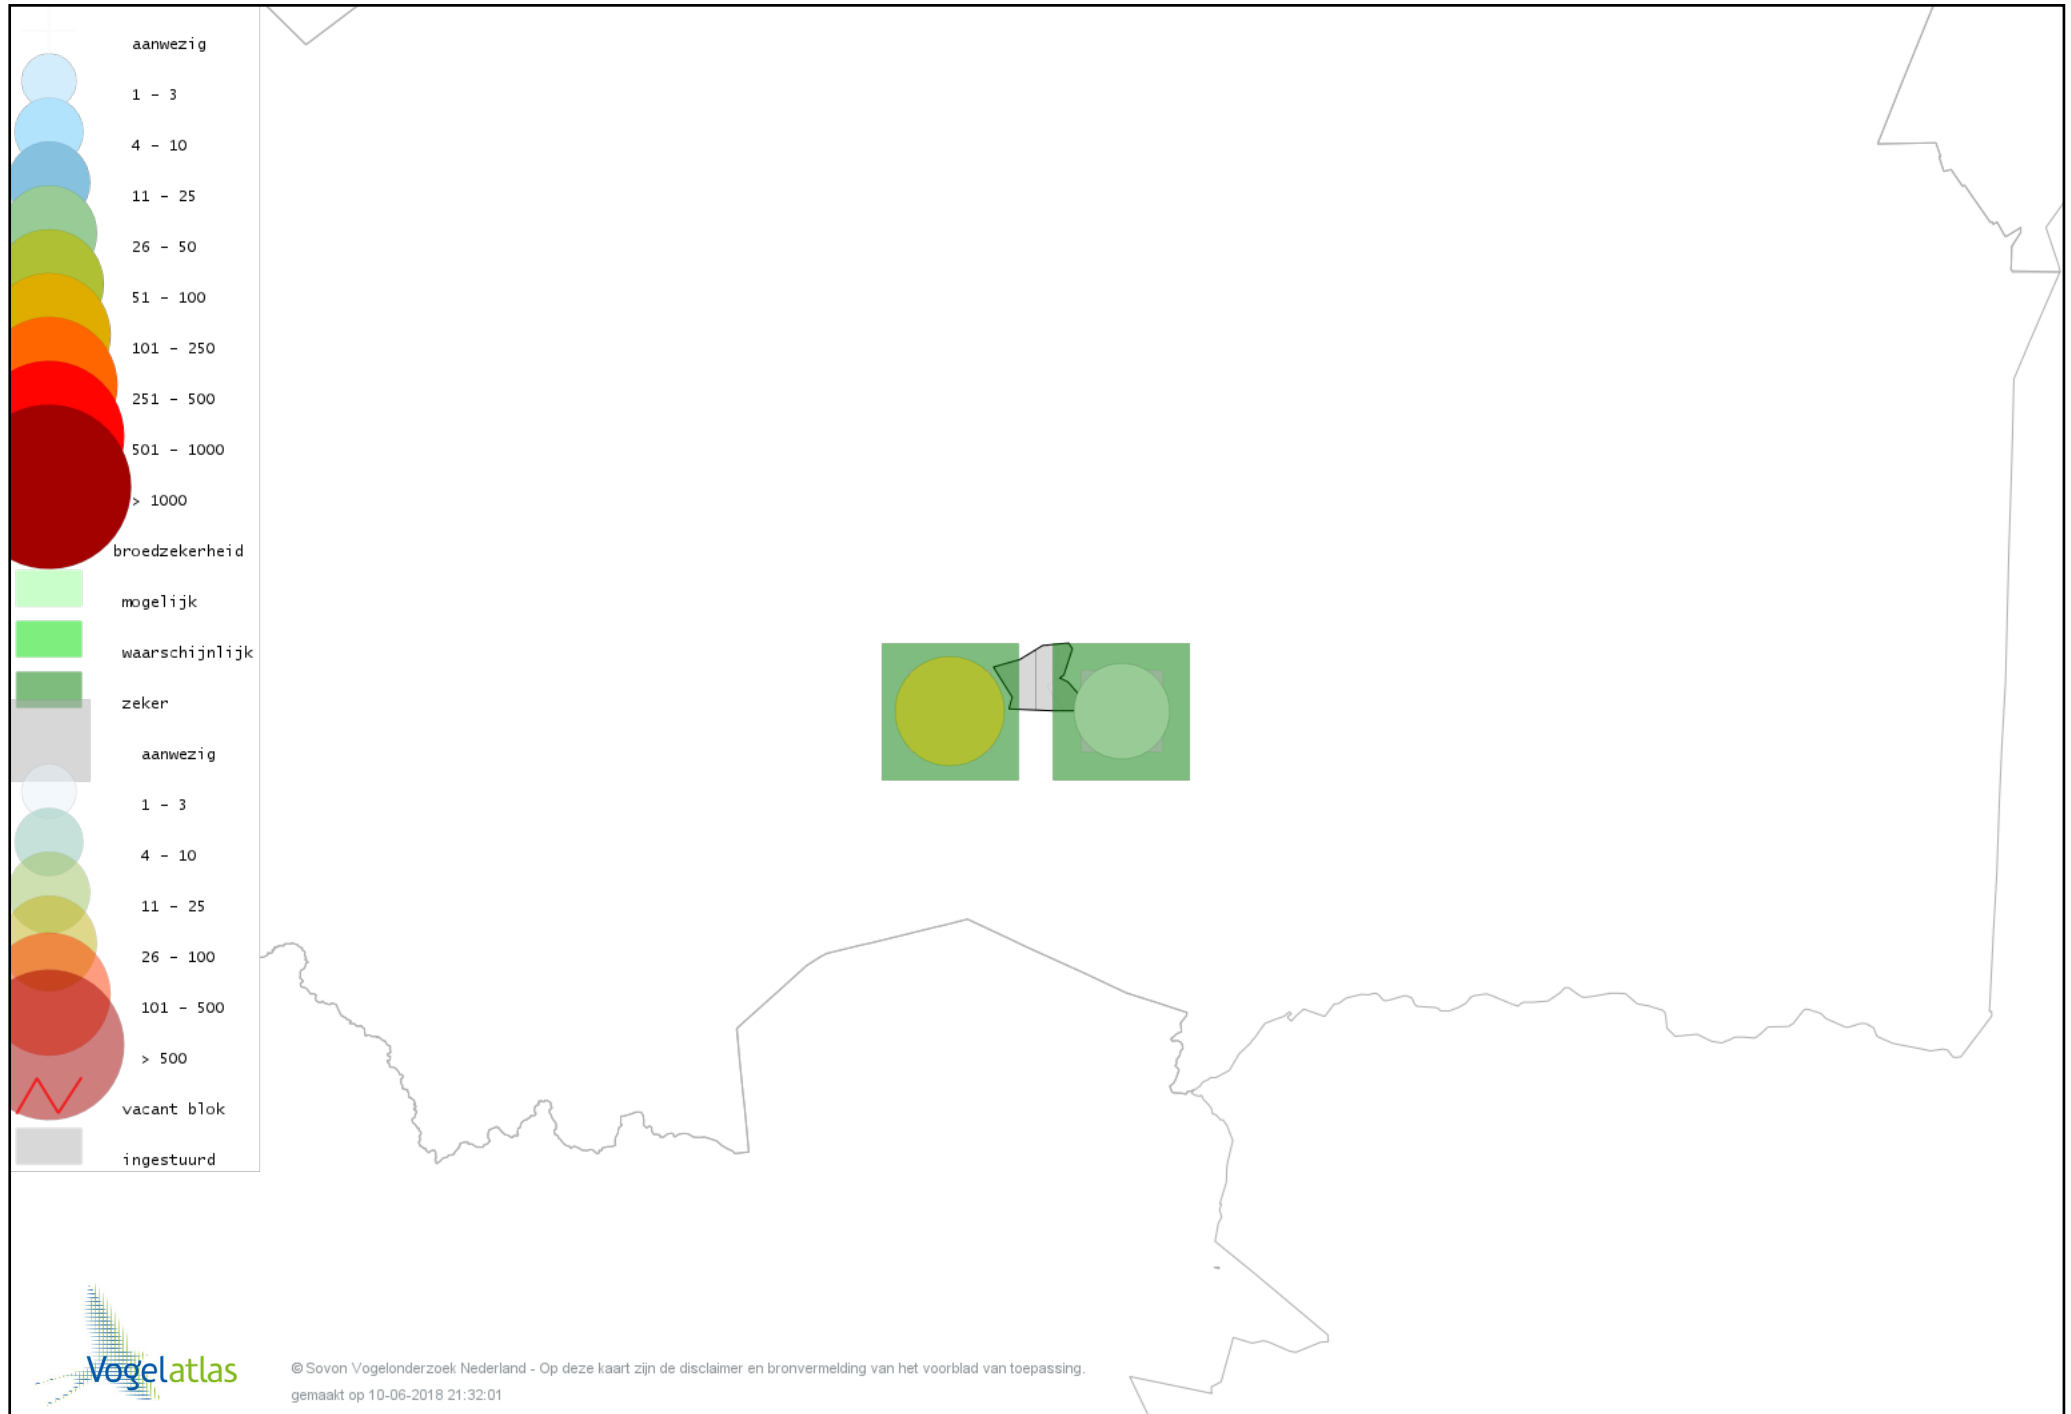 aanwezig
1 - 3
4 - 10
11 - 25
26 - 50
51 - 100
101 - 250
251 - 500
501 - 1000
> 1000
broedzekerheid
mogelijk
waarschijnlijk
zeker
aanwezig
1 - 3
4 - 10
11 - 25
26 - 100
101 - 500
> 500
vacant blok
ingestuurd
Vogelatlas
© Sovon Vogelonderzoek Nederland - Op deze kaart zijn de disclaimer en bronvermelding van het voorblad van toepassing.
gemaakt op 10-06-2018 21:32:01